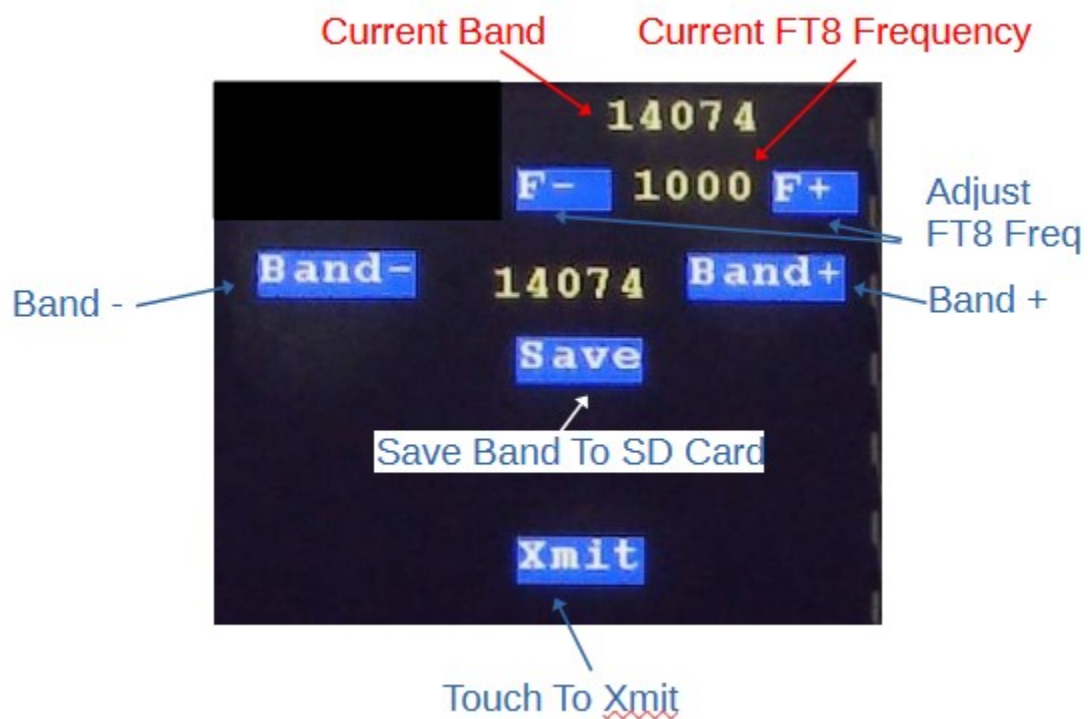 Current Band
Current FT8 Frequency
14074
F-
1000
F+
Adjust
FT8 Freq
Band-
14074
Band+
Band -
Band +
Save
Save Band To SD Card
Xmit
Touch To Xmit